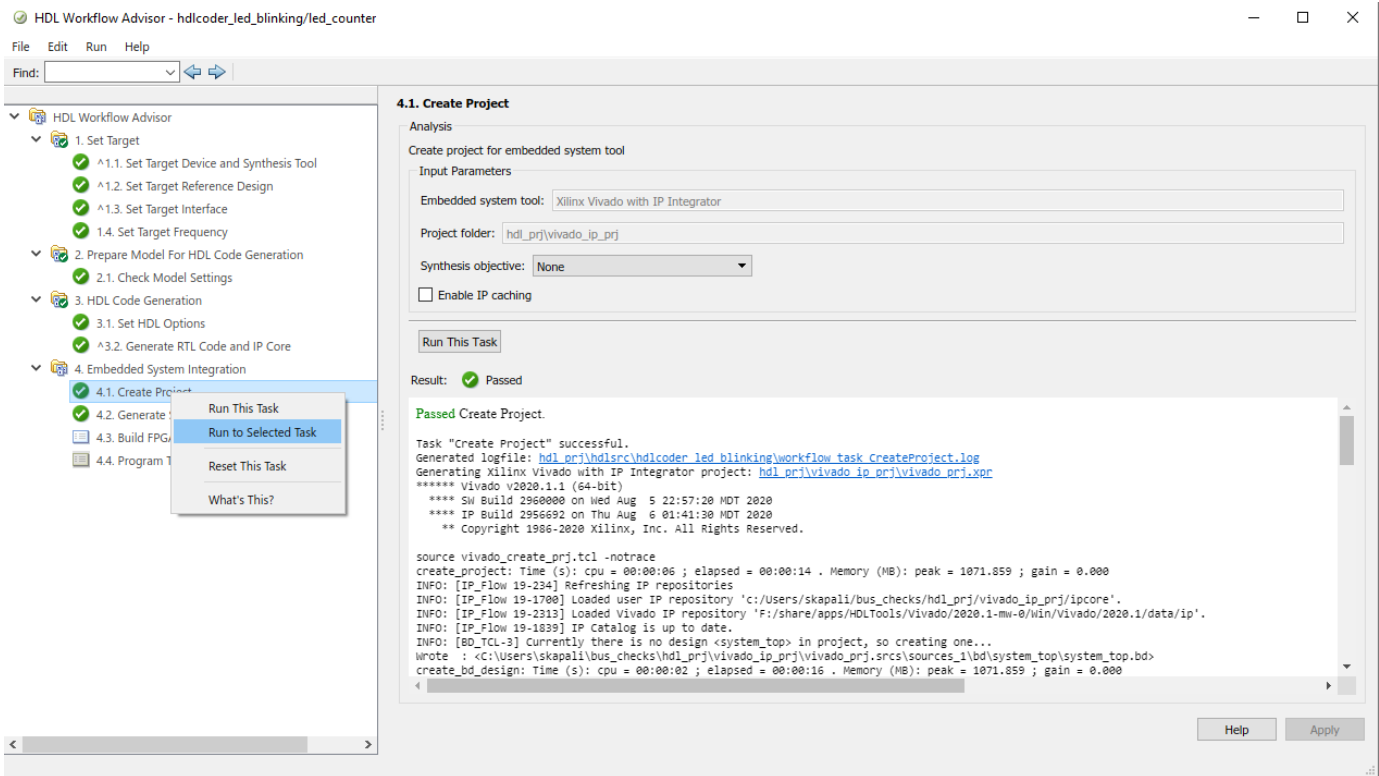 HDL Workflow Advisor - hdlcoder_led_blinking/led_counter
File Edit Run Help
Find:
HDL Workflow Advisor
1. Set Target
^1.1. Set Target Device and Synthesis Tool
^1.2. Set Target Reference Design
^1.3. Set Target Interface
1.4. Set Target Frequency
2. Prepare Model For HDL Code Generation
2.1. Check Model Settings
3. HDL Code Generation
3.1. Set HDL Options
^3.2. Generate RTL Code and IP Core
4. Embedded System Integration
4.1. Create Project
4.2. Generate
4.3. Build FPGA
4.4. Program
Run This Task
Run to Selected Task
Reset This Task
What's This?
4.1. Create Project
Analysis
Create project for embedded system tool
Input Parameters
Embedded system tool: Xilinx Vivado with IP Integrator
Project folder: hdl_prj\vivado_ip_prj
Synthesis objective: None
Enable IP caching
Run This Task
Result: Passed
Passed Create Project.
Task "Create Project" successful.
Generated logfile: hdl_prj\hdlsrc\hdlcoder_led_blinking\workflow_task_CreateProject.log
Generating Xilinx Vivado with IP Integrator project: hdl_prj\vivado_ip_prj\vivado_prj.xpr
****** Vivado v2020.1.1 (64-bit)
**** SW Build 2960000 on Wed Aug 5 22:57:20 MDT 2020
**** IP Build 2956692 on Thu Aug 6 01:41:30 MDT 2020
** Copyright 1986-2020 Xilinx, Inc. All Rights Reserved.
source vivado_create_prj.tcl -notrace
create_project: Time (s): cpu = 00:00:06 ; elapsed = 00:00:14 . Memory (MB): peak = 1071.859 ; gain = 0.000
INFO: [IP_Flow 19-234] Refreshing IP repositories
INFO: [IP_Flow 19-1700] Loaded user IP repository 'c:/Users/skapali/bus_checks/hdl_prj/vivado_ip_prj/ipcore'.
INFO: [IP_Flow 19-2313] Loaded Vivado IP repository 'F:/share/apps/HDLTools/Vivado/2020.1-mw-0/Win/Vivado/2020.1/data/ip'.
INFO: [IP_Flow 19-1839] IP Catalog is up to date.
INFO: [BD_TCL-3] Currently there is no design <system_top> in project, so creating one...
Wrote : <C:\Users\skapali\bus_checks\hdl_prj\vivado_ip_prj\vivado_prj.srcs\sources_1\bd\system_top\system_top.bd>
create_bd_design: Time (s): cpu = 00:00:02 ; elapsed = 00:00:16 . Memory (MB): peak = 1071.859 ; gain = 0.000
Help Apply